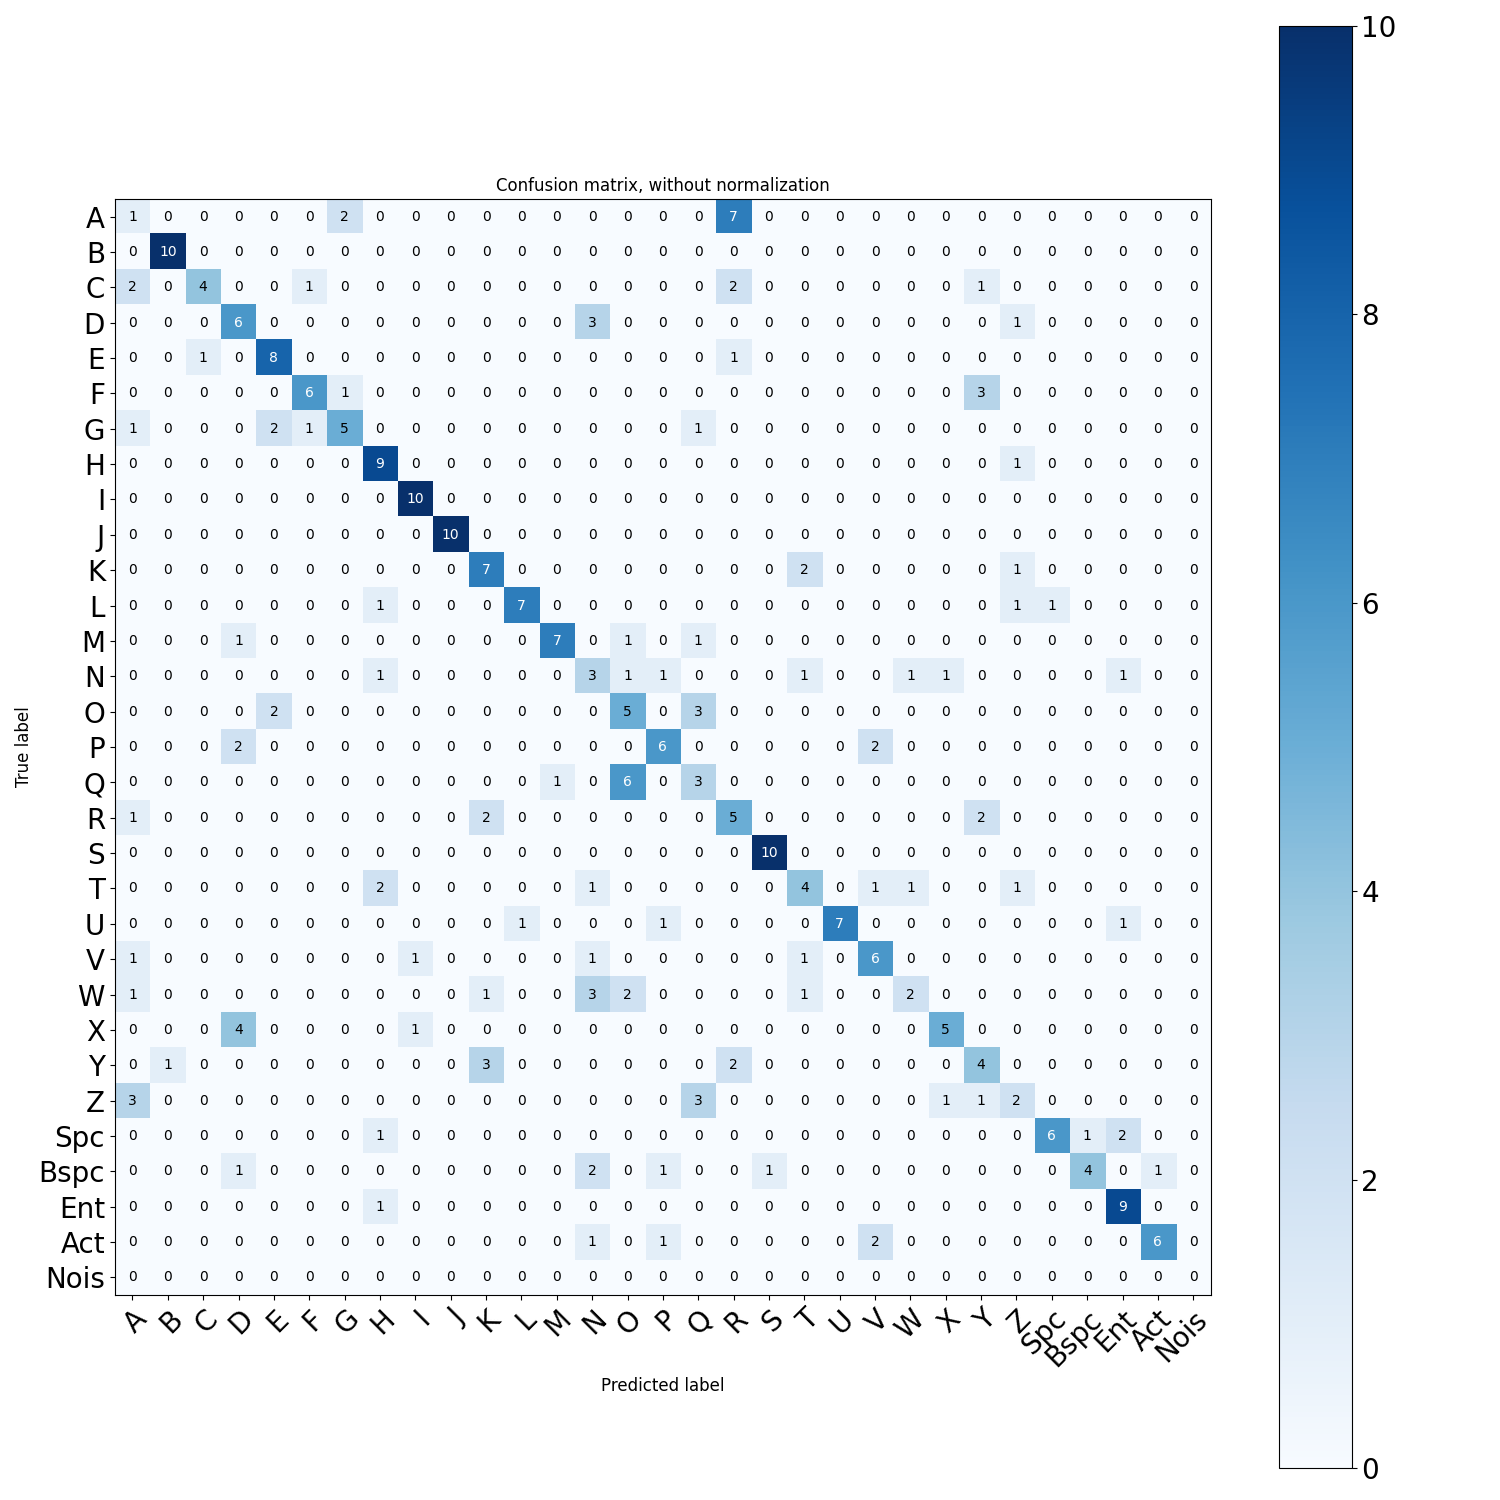 Confusion matrix, without normalization
A 1 0 0 0 0 0 2 0 0 0 0 0 0 0 0 0 0 7 0 0 0 0 0 0 0 0 0 0 0 0 0
B 0 10 0 0 0 0 0 0 0 0 0 0 0 0 0 0 0 0 0 0 0 0 0 0 0 0 0 0 0 0 0
C 2 0 4 0 0 1 0 0 0 0 0 0 0 0 0 0 0 2 0 0 0 0 0 0 1 0 0 0 0 0 0
D 0 0 0 6 0 0 0 0 0 0 0 0 0 3 0 0 0 0 0 0 0 0 0 0 0 1 0 0 0 0 0
E 0 0 1 0 8 0 0 0 0 0 0 0 0 0 0 0 0 1 0 0 0 0 0 0 0 0 0 0 0 0 0
F 0 0 0 0 0 6 1 0 0 0 0 0 0 0 0 0 0 0 0 0 0 0 0 0 3 0 0 0 0 0 0
G 1 0 0 0 2 1 5 0 0 0 0 0 0 0 0 0 1 0 0 0 0 0 0 0 0 0 0 0 0 0 0
H 0 0 0 0 0 0 0 9 0 0 0 0 0 0 0 0 0 0 0 0 0 0 0 0 0 1 0 0 0 0 0
I 0 0 0 0 0 0 0 0 10 0 0 0 0 0 0 0 0 0 0 0 0 0 0 0 0 0 0 0 0 0 0
J 0 0 0 0 0 0 0 0 0 10 0 0 0 0 0 0 0 0 0 0 0 0 0 0 0 0 0 0 0 0 0
K 0 0 0 0 0 0 0 0 0 0 7 0 0 0 0 0 0 0 0 2 0 0 0 0 0 1 0 0 0 0 0
L 0 0 0 0 0 0 0 1 0 0 0 7 0 0 0 0 0 0 0 0 0 0 0 0 0 1 1 0 0 0 0
M 0 0 0 1 0 0 0 0 0 0 0 0 7 0 1 0 1 0 0 0 0 0 0 0 0 0 0 0 0 0 0
N 0 0 0 0 0 0 0 1 0 0 0 0 0 3 1 1 0 0 0 1 0 0 1 1 0 0 0 0 1 0 0
O 0 0 0 0 2 0 0 0 0 0 0 0 0 0 5 0 3 0 0 0 0 0 0 0 0 0 0 0 0 0 0
P 0 0 0 2 0 0 0 0 0 0 0 0 0 0 0 6 0 0 0 0 0 2 0 0 0 0 0 0 0 0 0
Q 0 0 0 0 0 0 0 0 0 0 0 0 1 0 6 0 3 0 0 0 0 0 0 0 0 0 0 0 0 0 0
R 1 0 0 0 0 0 0 0 0 0 2 0 0 0 0 0 0 5 0 0 0 0 0 0 2 0 0 0 0 0 0
S 0 0 0 0 0 0 0 0 0 0 0 0 0 0 0 0 0 0 10 0 0 0 0 0 0 0 0 0 0 0 0
T 0 0 0 0 0 0 0 2 0 0 0 0 0 1 0 0 0 0 0 4 0 1 1 0 0 1 0 0 0 0 0
U 0 0 0 0 0 0 0 0 0 0 0 1 0 0 0 1 0 0 0 0 7 0 0 0 0 0 0 0 1 0 0
V 1 0 0 0 0 0 0 0 1 0 0 0 0 1 0 0 0 0 0 1 0 6 0 0 0 0 0 0 0 0 0
W 1 0 0 0 0 0 0 0 0 0 1 0 0 3 2 0 0 0 0 1 0 0 2 0 0 0 0 0 0 0 0
X 0 0 0 4 0 0 0 0 1 0 0 0 0 0 0 0 0 0 0 0 0 0 0 5 0 0 0 0 0 0 0
Y 0 1 0 0 0 0 0 0 0 0 3 0 0 0 0 0 0 2 0 0 0 0 0 0 4 0 0 0 0 0 0
Z 3 0 0 0 0 0 0 0 0 0 0 0 0 0 0 0 3 0 0 0 0 0 0 1 1 2 0 0 0 0 0
Spc 0 0 0 0 0 0 0 1 0 0 0 0 0 0 0 0 0 0 0 0 0 0 0 0 0 0 6 1 2 0 0
Bspc 0 0 0 1 0 0 0 0 0 0 0 0 0 2 0 1 0 0 1 0 0 0 0 0 0 0 0 4 0 1 0
Ent 0 0 0 0 0 0 0 1 0 0 0 0 0 0 0 0 0 0 0 0 0 0 0 0 0 0 0 0 9 0 0
Act 0 0 0 0 0 0 0 0 0 0 0 0 0 1 0 1 0 0 0 0 0 2 0 0 0 0 0 0 0 6 0
Nois 0 0 0 0 0 0 0 0 0 0 0 0 0 0 0 0 0 0 0 0 0 0 0 0 0 0 0 0 0 0 0
A B C D E F G H I J K L M N O P Q R S T U V W X Y Z Spc Bspc Ent Act Nois
Predicted label
True label
10
8
6
4
2
0